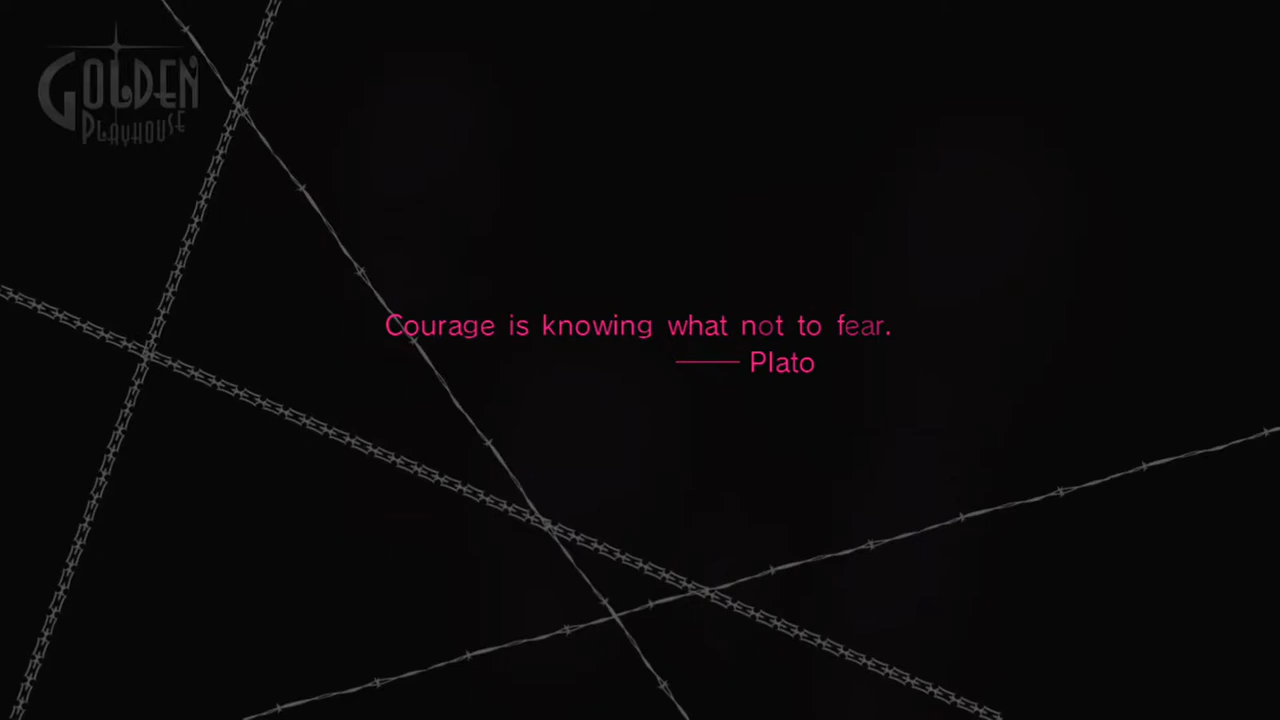 GOLDEN
PLAYHOUSE
Courage is knowing what not to fear.
—— Plato